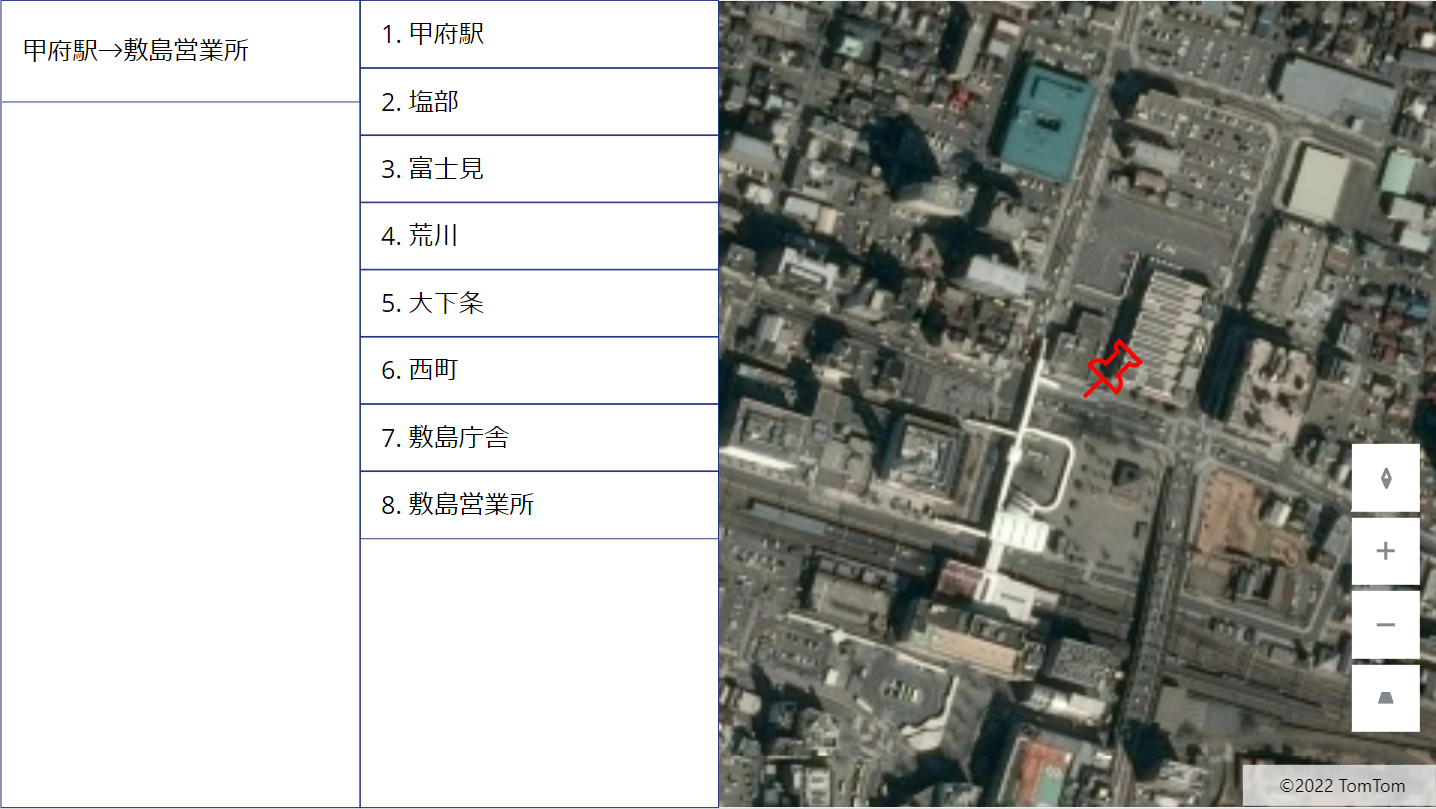 甲府駅→敷島営業所
1. 甲府駅
2. 塩部
3. 富士見
4. 荒川
5. 大下条
6. 西町
7. 敷島庁舎
8. 敷島営業所
©2022 TomTom